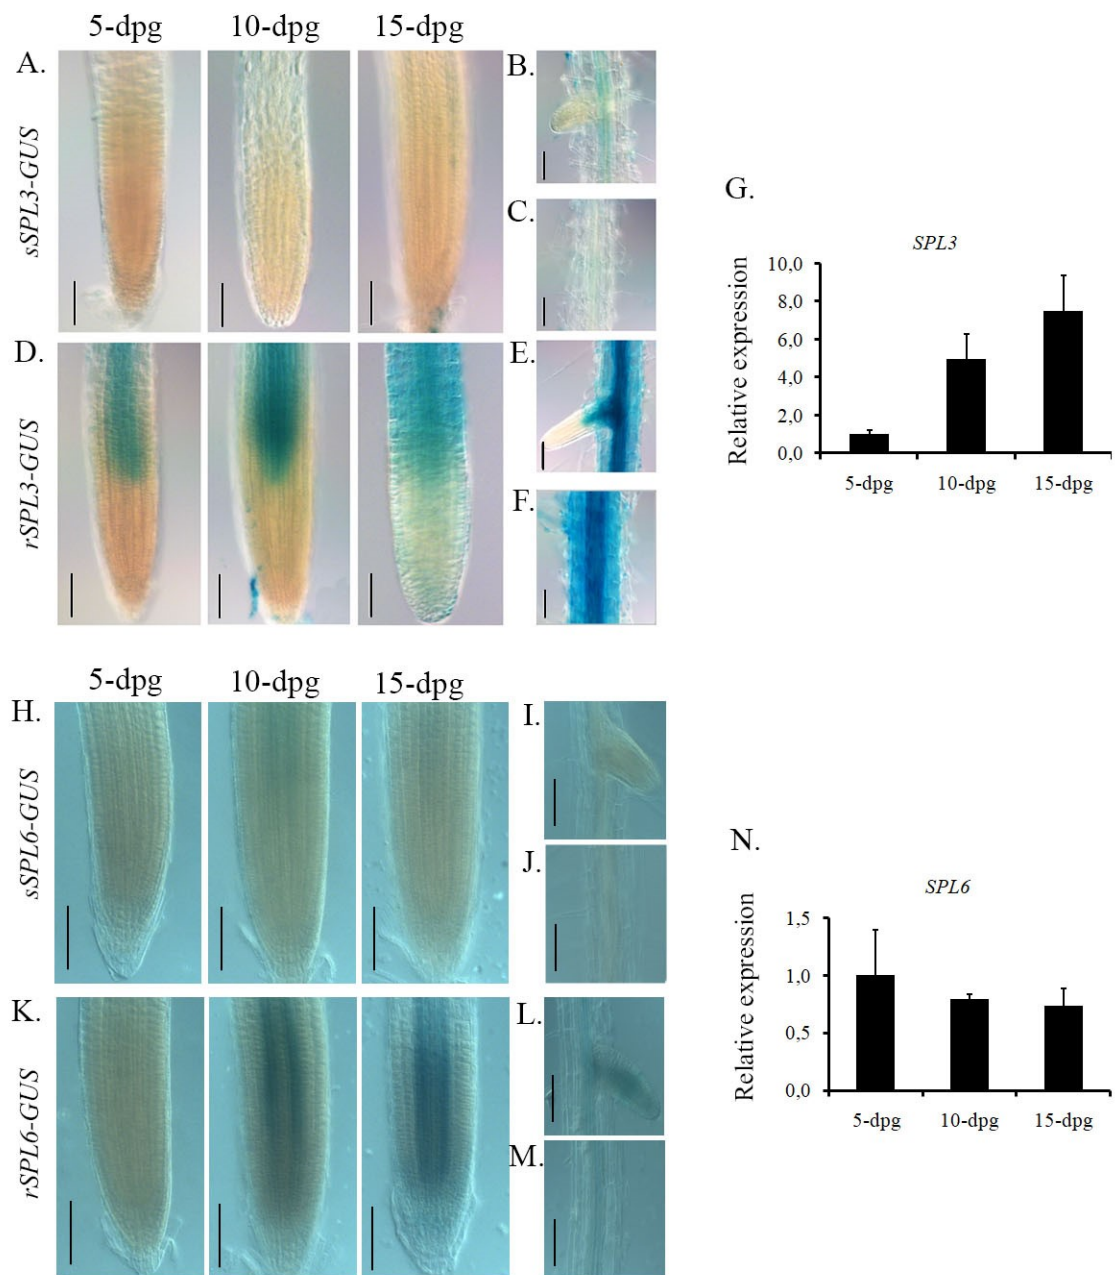 5-dpg 10-dpg 15-dpg
A.
sSPL3-GUS
B.
C.
D.
rSPL3-GUS
E.
F.
G.
SPL3
Relative expression
10,0
8,0
6,0
4,0
2,0
0,0
5-dpg 10-dpg 15-dpg
5-dpg 10-dpg 15-dpg
H.
sSPL6-GUS
I.
J.
K.
rSPL6-GUS
L.
M.
N.
SPL6
Relative expression
1,5
1,0
0,5
0,0
5-dpg 10-dpg 15-dpg